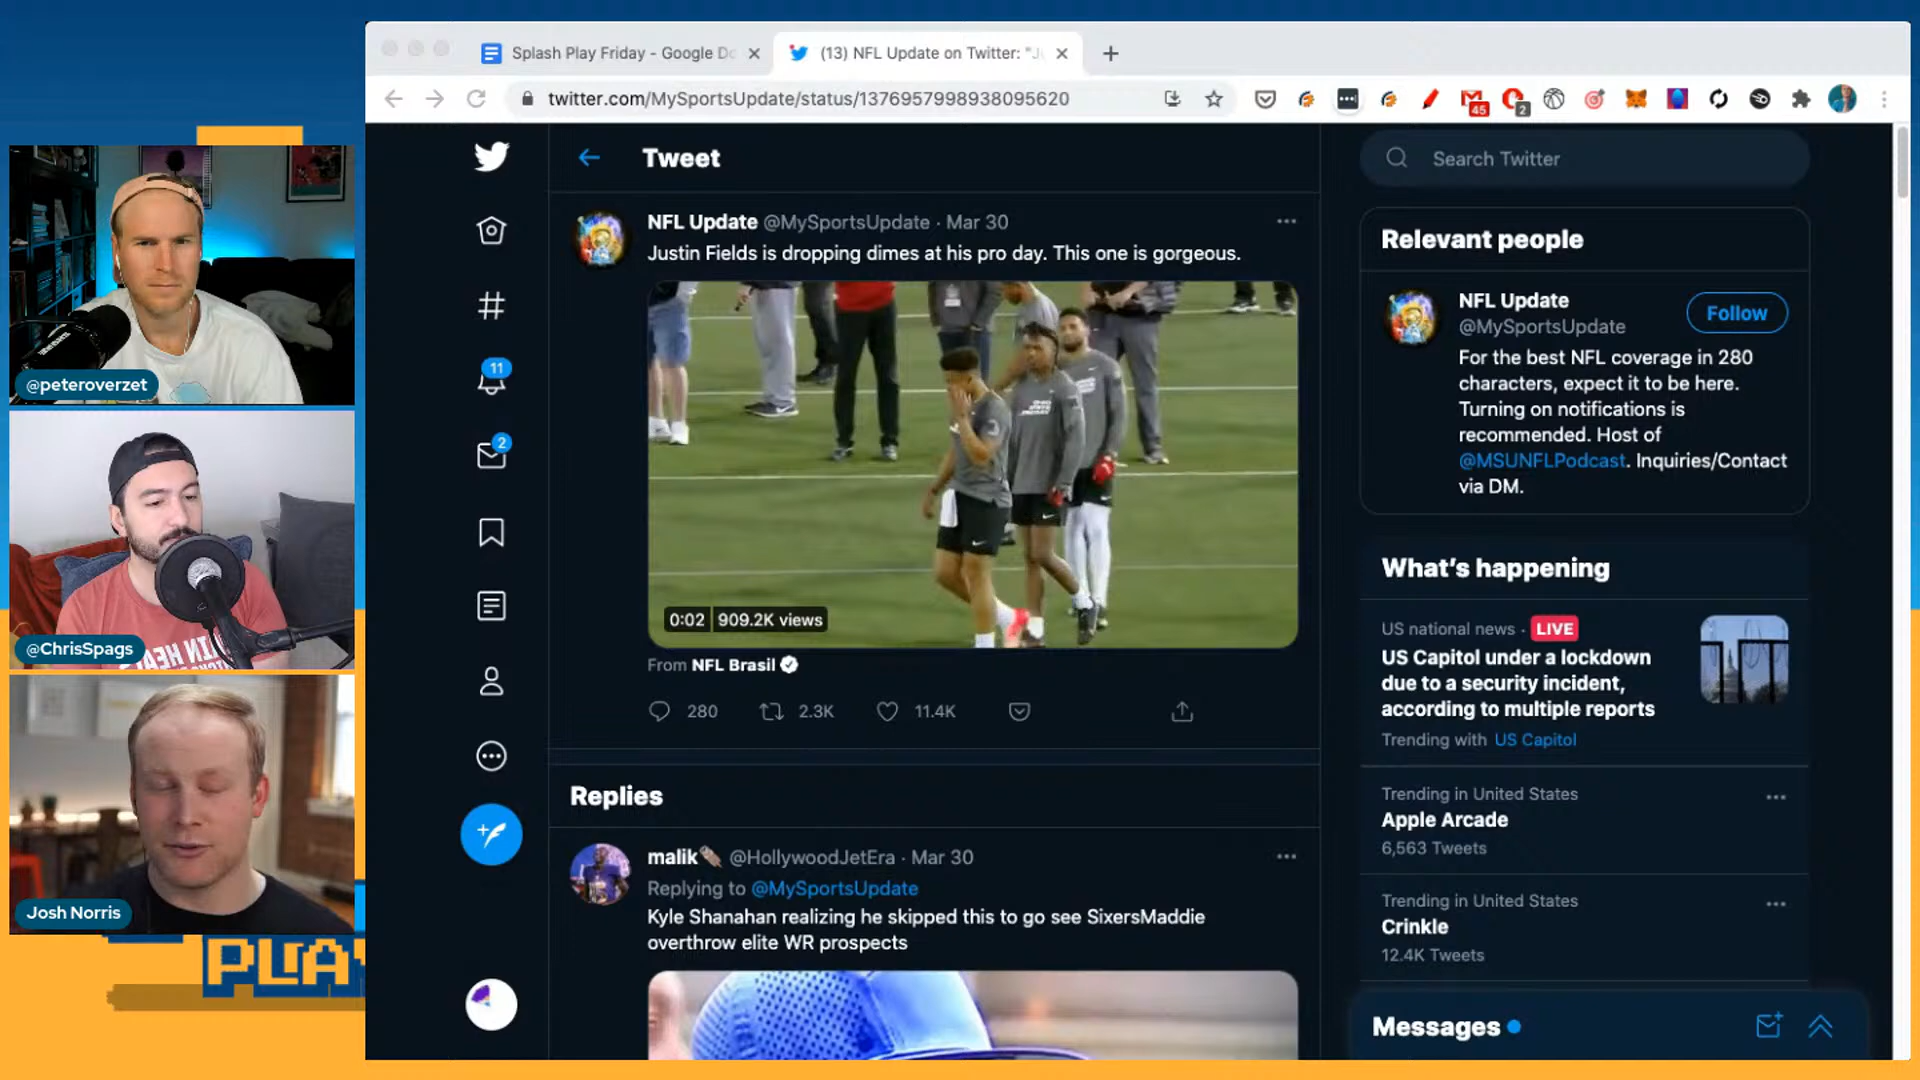 Splash Play Friday - Google Do
(13) NFL Update on Twitter: "Ju
twitter.com/MySportsUpdate/status/1376957998938095620
45
2
Tweet
NFL Update @MySportsUpdate · Mar 30
Justin Fields is dropping dimes at his pro day. This one is gorgeous.
0:02 909.2K views
From NFL Brasil
280 2.3K 11.4K
11
2
Replies
malik @HollywoodJetEra · Mar 30
Replying to @MySportsUpdate
Kyle Shanahan realizing he skipped this to go see SixersMaddie
overthrow elite WR prospects
Search Twitter
Relevant people
NFL Update
@MySportsUpdate
Follow
For the best NFL coverage in 280
characters, expect it to be here.
Turning on notifications is
recommended. Host of
@MSUNFLPodcast. Inquiries/Contact
via DM.
What's happening
US national news · LIVE
US Capitol under a lockdown
due to a security incident,
according to multiple reports
Trending with US Capitol
Trending in United States
Apple Arcade
6,563 Tweets
Trending in United States
Crinkle
12.4K Tweets
Messages
@peteroverzet
@ChrisSpags
Josh Norris
PLAY